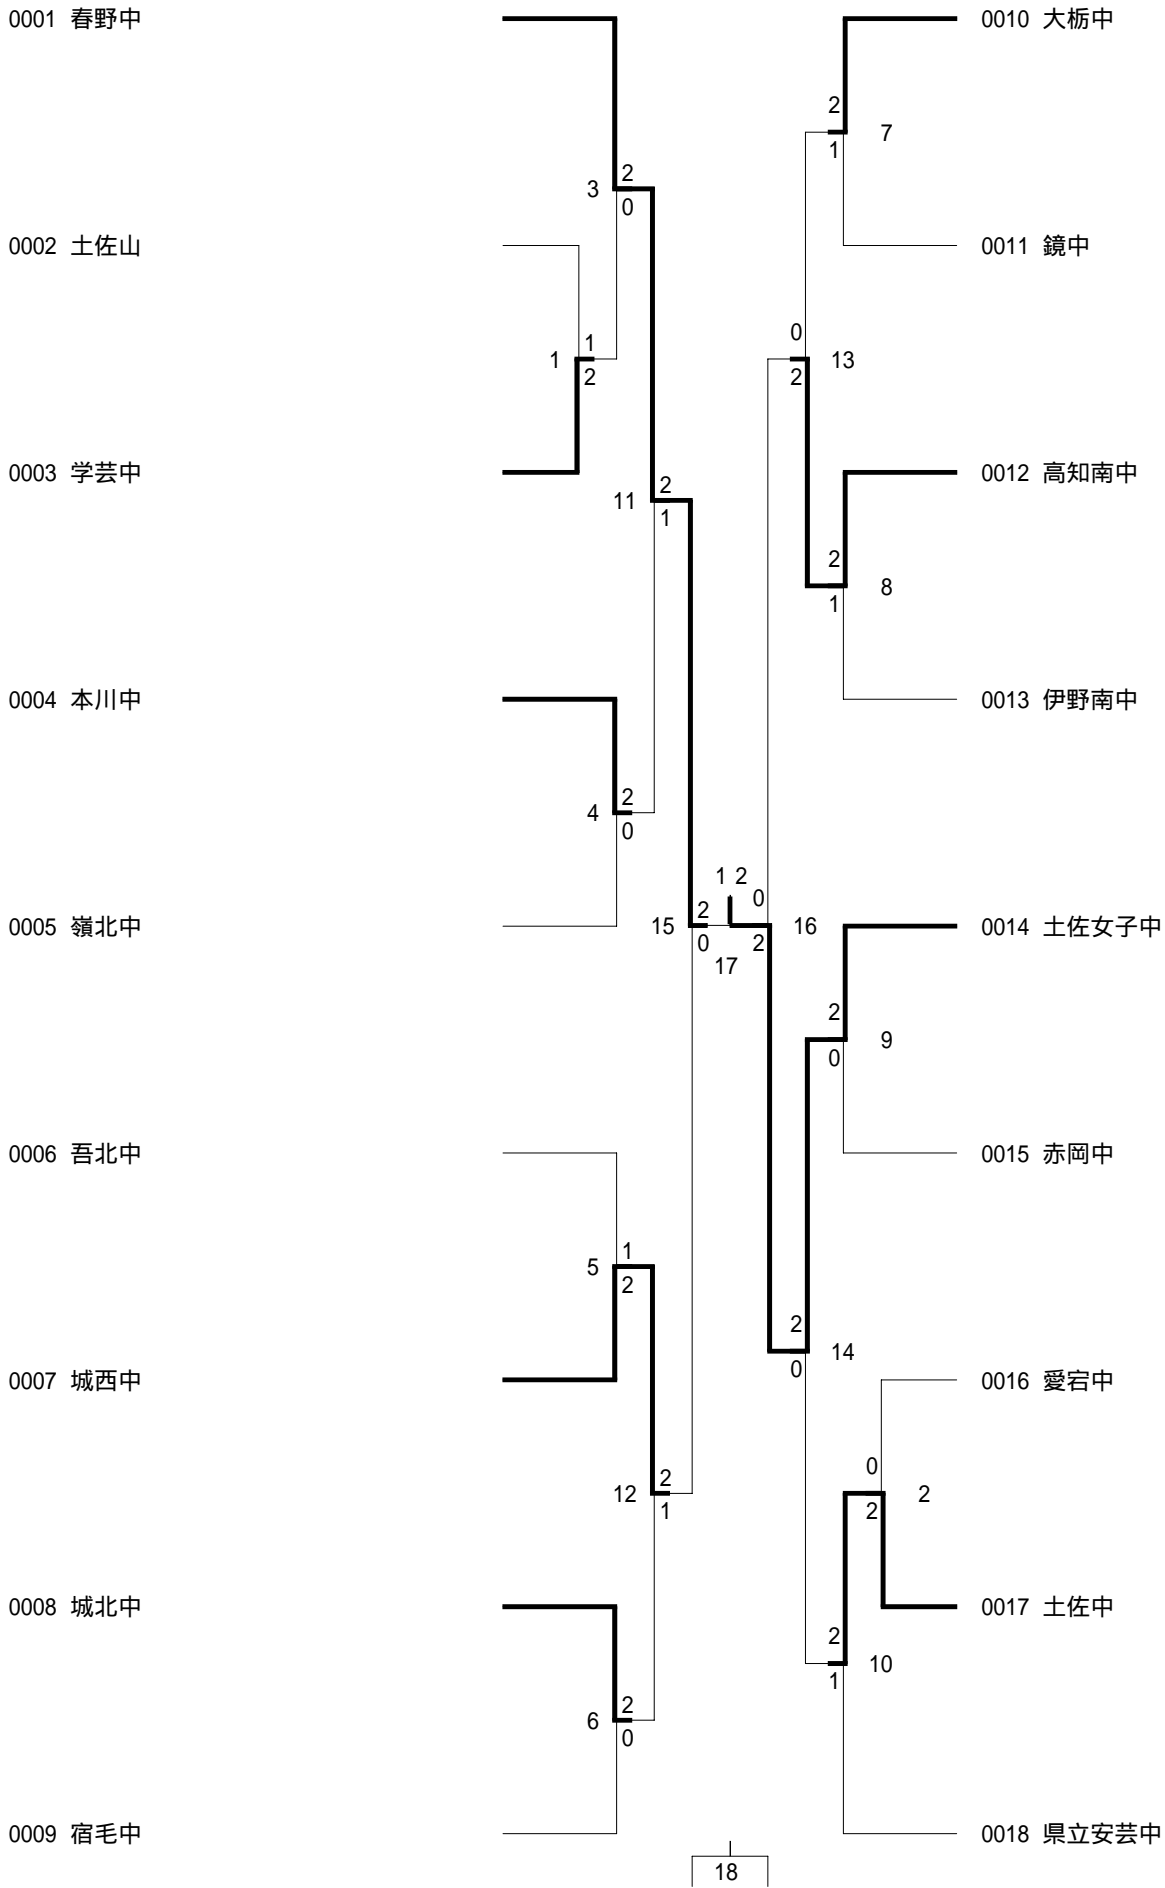 0001 春野中
0010 大栃中
2
7
1
2
3
0
0002 土佐山
0011 鏡中
0
1
1
13
2
2
0003 学芸中
0012 高知南中
2
11
1
2
8
1
0004 本川中
0013 伊野南中
2
4
0
1 2
0
2
0005 嶺北中
15
16
0014 土佐女子中
0
2
17
2
9
0
0006 吾北中
0015 赤岡中
1
5
2
2
14
0
0007 城西中
0016 愛宕中
0
2
12
2
1
2
0008 城北中
0017 土佐中
2
10
1
2
6
0
0009 宿毛中
0018 県立安芸中
18